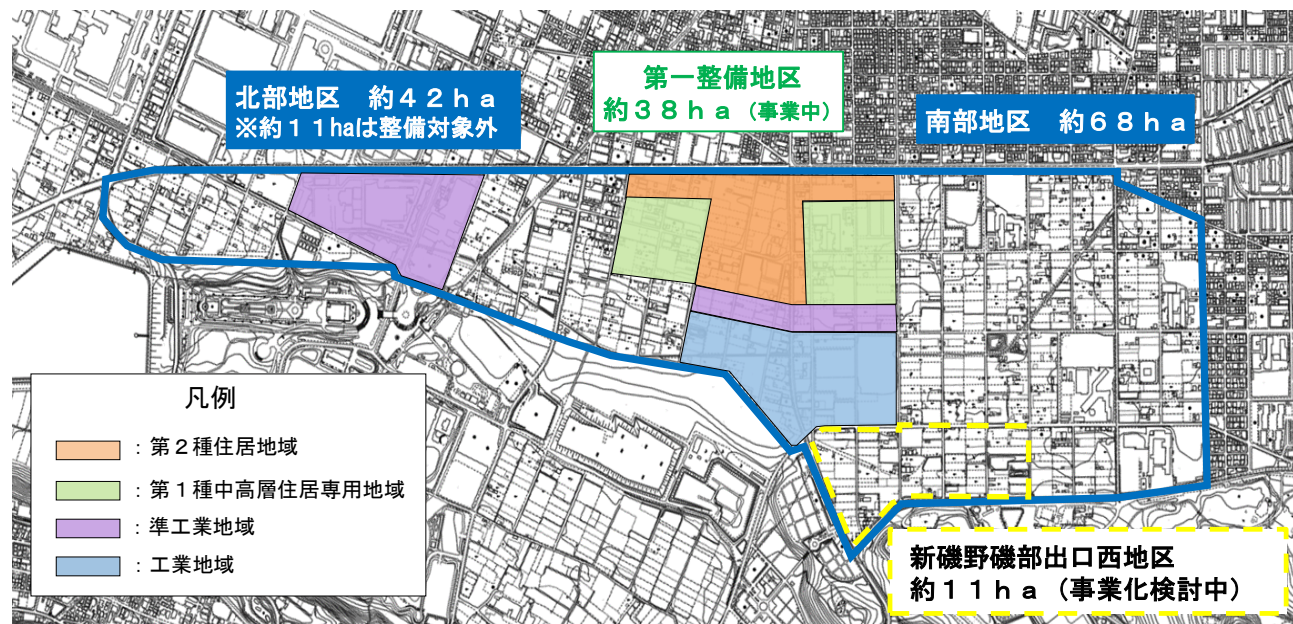 北部地区　約４２ｈａ
※約１１haは整備対象外
第一整備地区
約３８ｈａ（事業中）
南部地区　約６８ｈａ
凡例
：第２種住居地域
：第１種中高層住居専用地域
：準工業地域
：工業地域
新磯野磯部出口西地区
約１１ｈａ（事業化検討中）